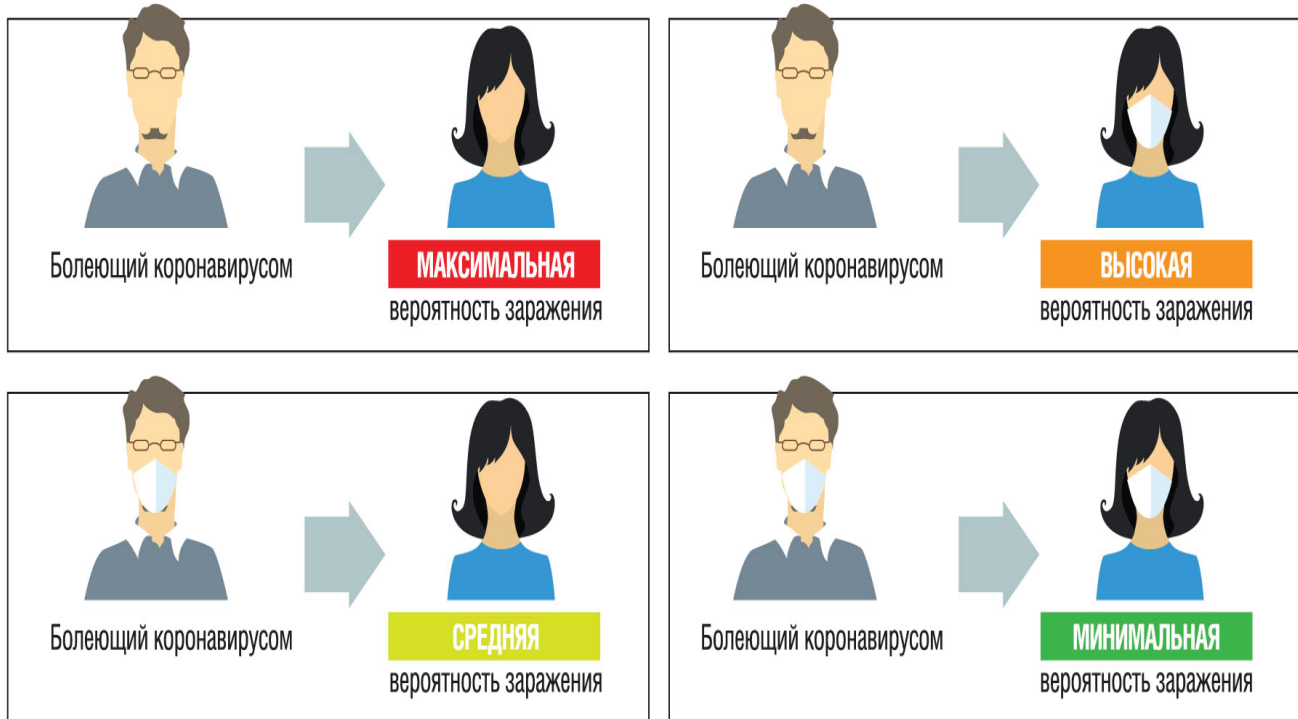 Болеющий коронавирусом
МАКСИМАЛЬНАЯ
вероятность заражения
Болеющий коронавирусом
ВЫСОКАЯ
вероятность заражения
Болеющий коронавирусом
СРЕДНЯЯ
вероятность заражения
Болеющий коронавирусом
МИНИМАЛЬНАЯ
вероятность заражения